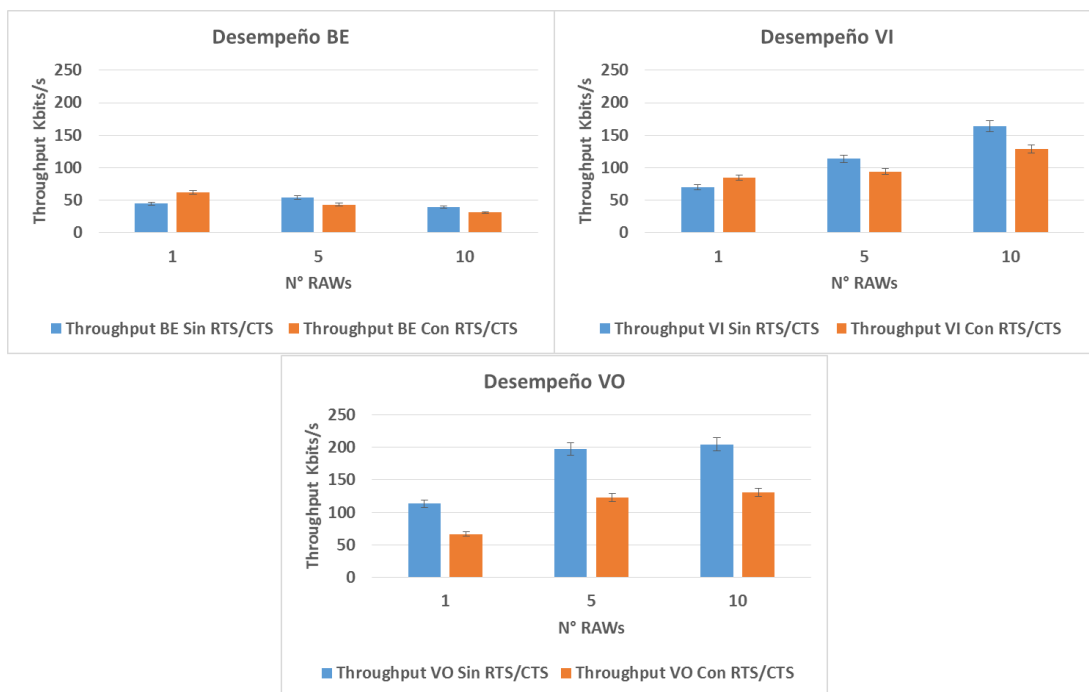 Desempeño BE
Throughput Kbits/s
250
200
150
100
50
0
1 5 10
N° RAWs
Throughput BE Sin RTS/CTS Throughput BE Con RTS/CTS
Desempeño VI
Throughput Kbits/s
250
200
150
100
50
0
1 5 10
N° RAWs
Throughput VI Sin RTS/CTS Throughput VI Con RTS/CTS
Desempeño VO
Throughput Kbits/s
250
200
150
100
50
0
1 5 10
N° RAWs
Throughput VO Sin RTS/CTS Throughput VO Con RTS/CTS